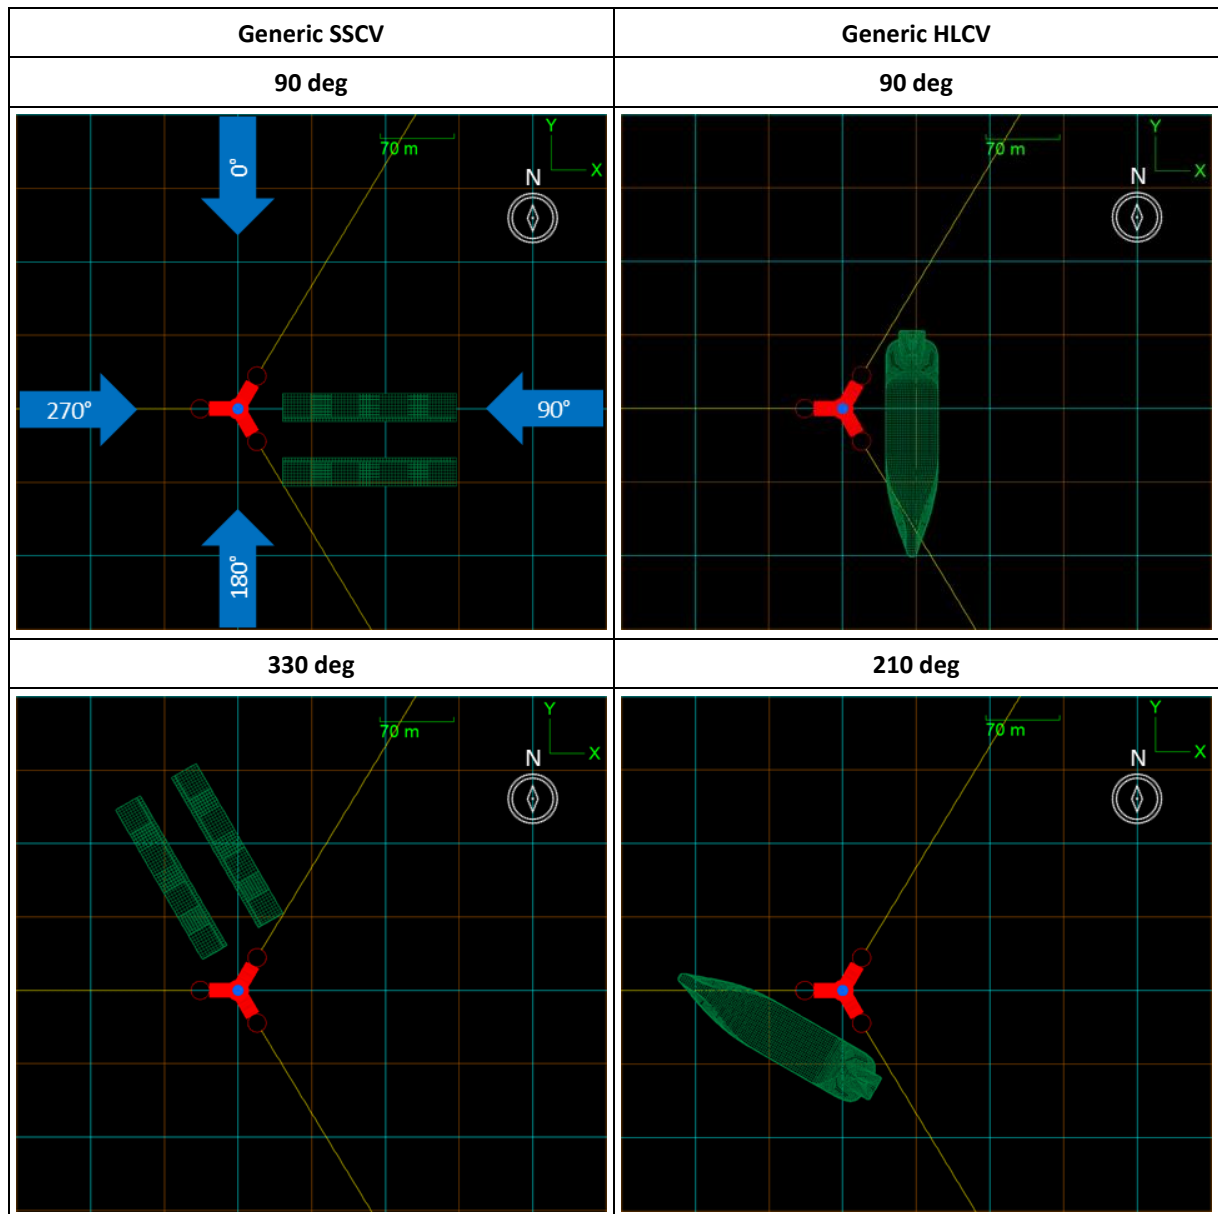 Generic SSCV
Generic HLCV
90 deg
90 deg
0°
70 m
Y
X
N
270°
90°
180°
70 m
Y
X
N
330 deg
210 deg
70 m
Y
X
N
70 m
Y
X
N